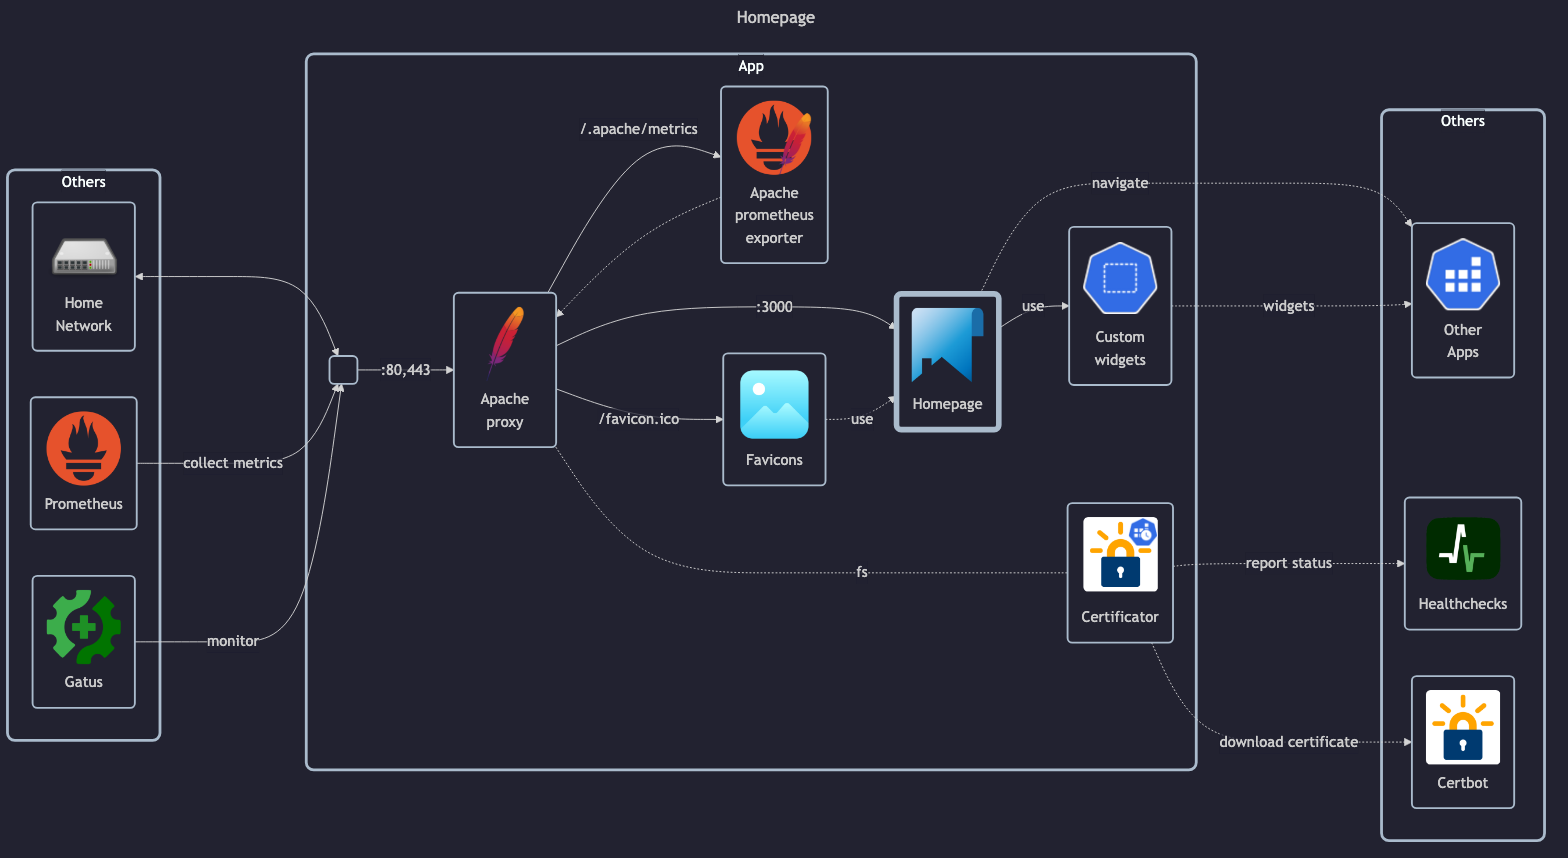 Homepage
App
Others
Home
Network
Prometheus
Gatus
collect metrics
monitor
:80,443
Apache
proxy
/.apache/metrics
Apache
prometheus
exporter
:3000
/favicon.ico
Favicons
use
Homepage
fs
navigate
use
Custom
widgets
widgets
Certificator
report status
download certificate
Others
Other
Apps
Healthchecks
Certbot